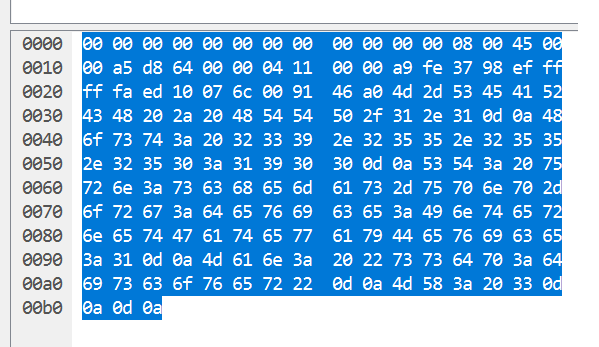 0000 00 00 00 00 00 00 00 00 00 00 00 00 08 00 45 00
0010 00 a5 d8 64 00 00 04 11 00 00 a9 fe 37 98 ef ff
0020 ff fa ed 10 07 6c 00 91 46 a0 4d 2d 53 45 41 52
0030 43 48 20 2a 20 48 54 54 50 2f 31 2e 31 0d 0a 48
0040 6f 73 74 3a 20 32 33 39 2e 32 35 35 2e 32 35 35
0050 2e 32 35 30 3a 31 39 30 30 0d 0a 53 54 3a 20 75
0060 72 6e 3a 73 63 68 65 6d 61 73 2d 75 70 6e 70 2d
0070 6f 72 67 3a 64 65 76 69 63 65 3a 49 6e 74 65 72
0080 6e 65 74 47 61 74 65 77 61 79 44 65 76 69 63 65
0090 3a 31 0d 0a 4d 61 6e 3a 20 22 73 73 64 70 3a 64
00a0 69 73 63 6f 76 65 72 22 0d 0a 4d 58 3a 20 33 0d
00b0 0a 0d 0a